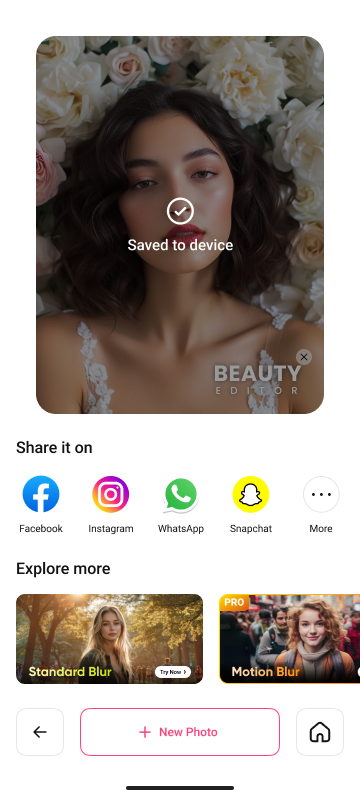 Saved to device
BEAUTY
EDITOR
Share it on
Facebook
Instagram
WhatsApp
Snapchat
More
Explore more
Standard Blur
Try Now
PRO
Motion Blur
New Photo